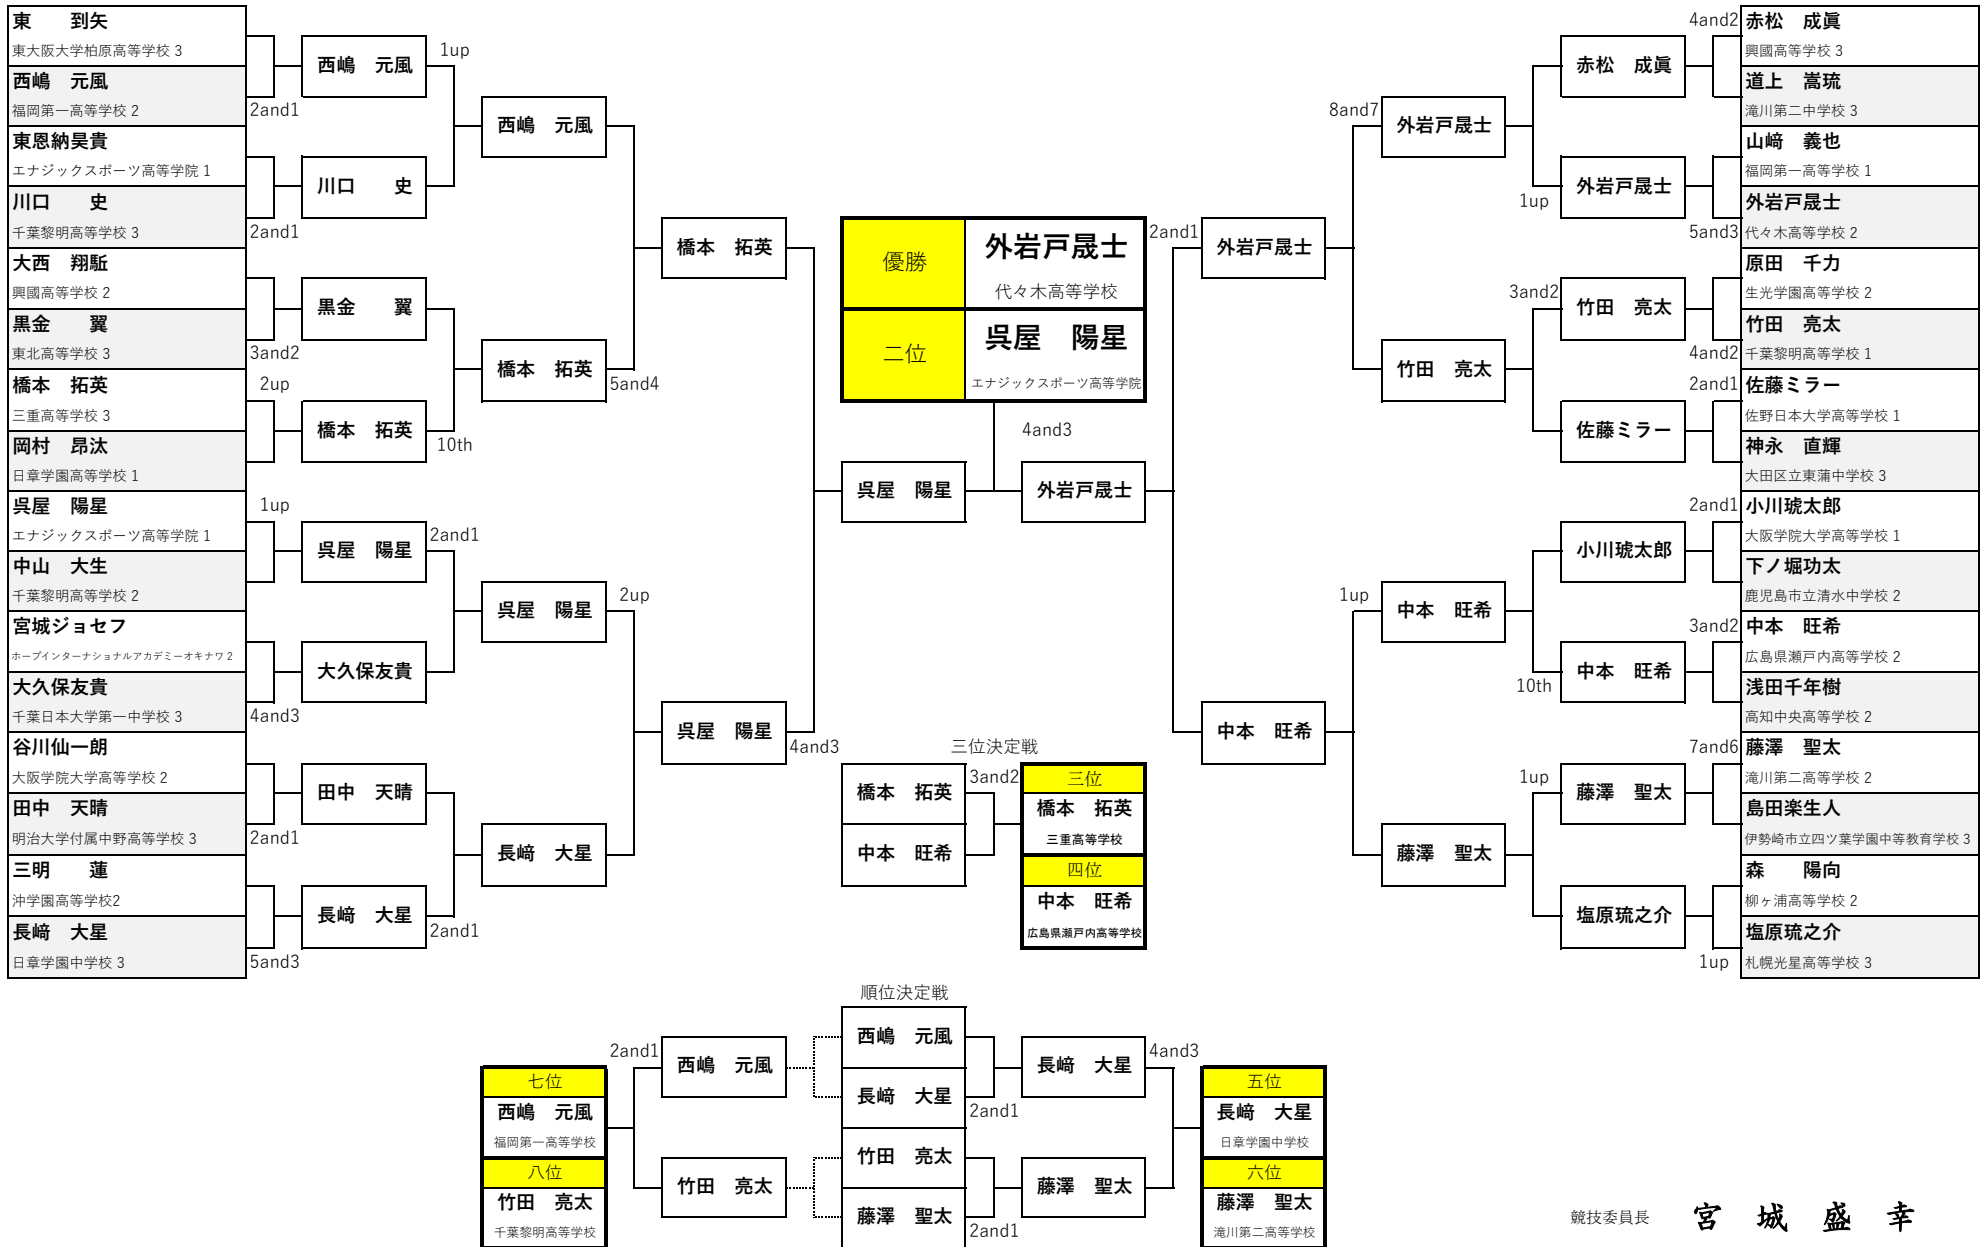 東　　到矢
東大阪大学柏原高等学校 3
西嶋　元風
福岡第一高等学校 2
東恩納昊貴
エナジックスポーツ高等学院 1
川口　　史
千葉黎明高等学校 3
大西　翔駈
興國高等学校 2
黒金　　翼
東北高等学校 3
橋本　拓英
三重高等学校 3
岡村　昂汰
日章学園高等学校 1
呉屋　陽星
エナジックスポーツ高等学院 1
中山　大生
千葉黎明高等学校 2
宮城ジョセフ
ホープインターナショナルアカデミーオキナワ 2
大久保友貴
千葉日本大学第一中学校 3
谷川仙一朗
大阪学院大学高等学校 2
田中　天晴
明治大学付属中野高等学校 3
三明　　蓮
沖学園高等学校2
長﨑　大星
日章学園中学校 3
2and1
2and1
3and2
2up
1up
4and3
2and1
5and3
西嶋　元風
川口　　史
黒金　　翼
橋本　拓英
呉屋　陽星
大久保友貴
田中　天晴
長﨑　大星
1up
10th
2and1
2and1
西嶋　元風
橋本　拓英
呉屋　陽星
長﨑　大星
5and4
2up
橋本　拓英
呉屋　陽星
4and3
優勝
外岩戸晟士
代々木高等学校
二位
呉屋　陽星
エナジックスポーツ高等学院
4and3
呉屋　陽星
外岩戸晟士
三位決定戦
橋本　拓英
中本　旺希
3and2
三位
橋本　拓英
三重高等学校
四位
中本　旺希
広島県瀬戸内高等学校
2and1
外岩戸晟士
中本　旺希
8and7
1up
外岩戸晟士
竹田　亮太
中本　旺希
藤澤　聖太
1up
3and2
10th
1up
赤松　成眞
外岩戸晟士
竹田　亮太
佐藤ミラー
小川琥太郎
中本　旺希
藤澤　聖太
塩原琉之介
4and2
5and3
4and2
2and1
2and1
3and2
7and6
1up
赤松　成眞
興國高等学校 3
道上　嵩琉
滝川第二中学校 3
山﨑　義也
福岡第一高等学校 1
外岩戸晟士
代々木高等学校 2
原田　千力
生光学園高等学校 2
竹田　亮太
千葉黎明高等学校 1
佐藤ミラー
佐野日本大学高等学校 1
神永　直輝
大田区立東蒲中学校 3
小川琥太郎
大阪学院大学高等学校 1
下ノ堀功太
鹿児島市立清水中学校 2
中本　旺希
広島県瀬戸内高等学校 2
浅田千年樹
高知中央高等学校 2
藤澤　聖太
滝川第二高等学校 2
島田楽生人
伊勢崎市立四ツ葉学園中等教育学校 3
森　　陽向
柳ヶ浦高等学校 2
塩原琉之介
札幌光星高等学校 3
順位決定戦
西嶋　元風
長﨑　大星
竹田　亮太
藤澤　聖太
2and1
2and1
西嶋　元風
竹田　亮太
2and1
七位
西嶋　元風
福岡第一高等学校
八位
竹田　亮太
千葉黎明高等学校
長﨑　大星
藤澤　聖太
4and3
五位
長﨑　大星
日章学園中学校
六位
藤澤　聖太
滝川第二高等学校
競技委員長　宮　城　盛　幸